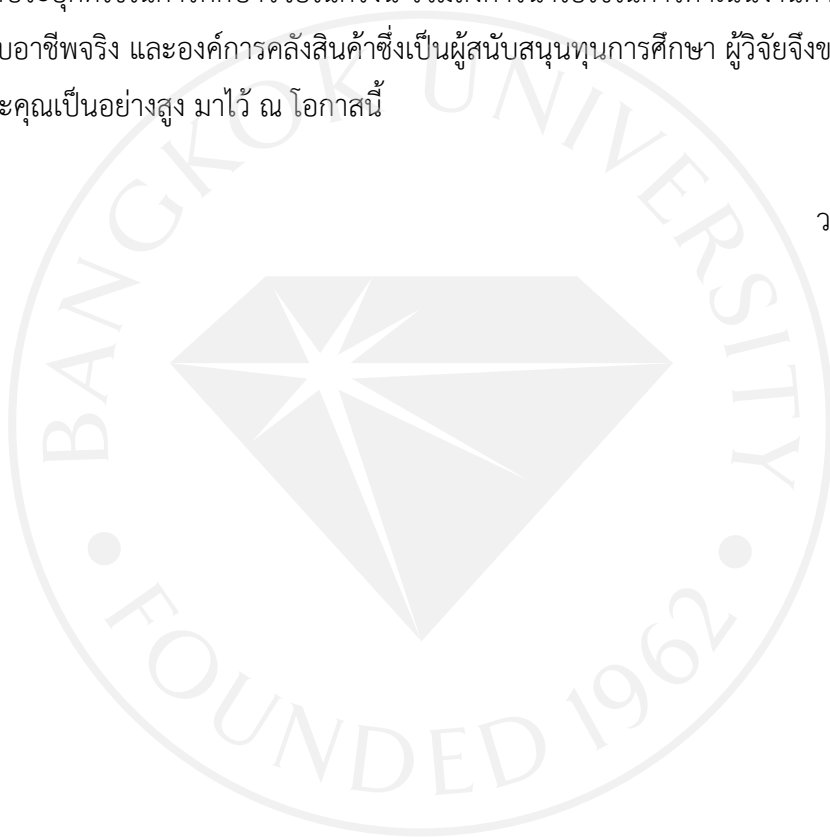 บอาชีพจริง และองค์การคลังสินค้าซึ่งเป็นผู้สนับสนุนทุนการศึกษา ผู้วิจัยจึงข
ะคุณเป็นอย่างสูง มาไว้ ณ โอกาสนี้
ว
BANGKOK UNIVERSITY
FOUNDED 1962